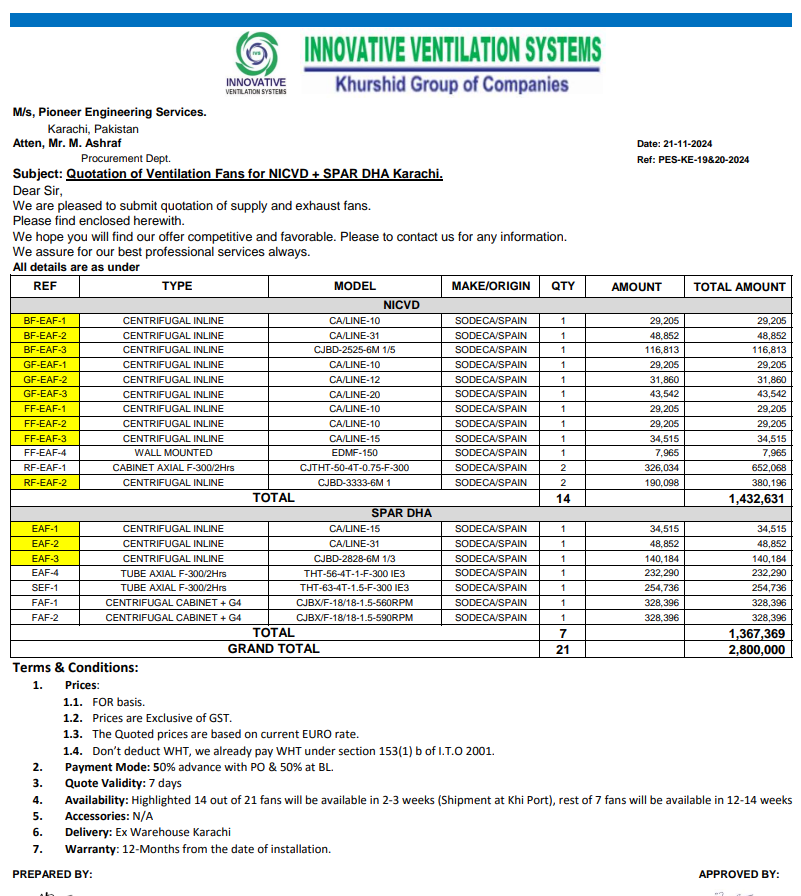 IVS
INNOVATIVE
VENTILATION SYSTEMS
INNOVATIVE VENTILATION SYSTEMS
Khurshid Group of Companies
M/s, Pioneer Engineering Services.
Karachi, Pakistan
Atten, Mr. M. Ashraf
Date: 21-11-2024
Procurement Dept.
Ref: PES-KE-19&20-2024
Subject: Quotation of Ventilation Fans for NICVD + SPAR DHA Karachi.
Dear Sir,
We are pleased to submit quotation of supply and exhaust fans.
Please find enclosed herewith.
We hope you will find our offer competitive and favorable. Please to contact us for any information.
We assure for our best professional services always.
All details are as under
REF TYPE MODEL MAKE/ORIGIN QTY AMOUNT TOTAL AMOUNT
NICVD
BF-EAF-1 CENTRIFUGAL INLINE CA/LINE-10 SODECA/SPAIN 1 29,205 29,205
BF-EAF-2 CENTRIFUGAL INLINE CA/LINE-31 SODECA/SPAIN 1 48,852 48,852
BF-EAF-3 CENTRIFUGAL INLINE CJBD-2525-6M 1/5 SODECA/SPAIN 1 116,813 116,813
GF-EAF-1 CENTRIFUGAL INLINE CA/LINE-10 SODECA/SPAIN 1 29,205 29,205
GF-EAF-2 CENTRIFUGAL INLINE CA/LINE-12 SODECA/SPAIN 1 31,860 31,860
GF-EAF-3 CENTRIFUGAL INLINE CA/LINE-20 SODECA/SPAIN 1 43,542 43,542
FF-EAF-1 CENTRIFUGAL INLINE CA/LINE-10 SODECA/SPAIN 1 29,205 29,205
FF-EAF-2 CENTRIFUGAL INLINE CA/LINE-10 SODECA/SPAIN 1 29,205 29,205
FF-EAF-3 CENTRIFUGAL INLINE CA/LINE-15 SODECA/SPAIN 1 34,515 34,515
FF-EAF-4 WALL MOUNTED EDMF-150 SODECA/SPAIN 1 7,965 7,965
RF-EAF-1 CABINET AXIAL F-300/2Hrs CJTHT-50-4T-0.75-F-300 SODECA/SPAIN 2 326,034 652,068
RF-EAF-2 CENTRIFUGAL INLINE CJBD-3333-6M 1 SODECA/SPAIN 2 190,098 380,196
TOTAL 14 1,432,631
SPAR DHA
EAF-1 CENTRIFUGAL INLINE CA/LINE-15 SODECA/SPAIN 1 34,515 34,515
EAF-2 CENTRIFUGAL INLINE CA/LINE-31 SODECA/SPAIN 1 48,852 48,852
EAF-3 CENTRIFUGAL INLINE CJBD-2828-6M 1/3 SODECA/SPAIN 1 140,184 140,184
EAF-4 TUBE AXIAL F-300/2Hrs THT-56-4T-1-F-300 IE3 SODECA/SPAIN 1 232,290 232,290
SEF-1 TUBE AXIAL F-300/2Hrs THT-63-4T-1.5-F-300 IE3 SODECA/SPAIN 1 254,736 254,736
FAF-1 CENTRIFUGAL CABINET + G4 CJBX/F-18/18-1.5-560RPM SODECA/SPAIN 1 328,396 328,396
FAF-2 CENTRIFUGAL CABINET + G4 CJBX/F-18/18-1.5-590RPM SODECA/SPAIN 1 328,396 328,396
TOTAL 7 1,367,369
GRAND TOTAL 21 2,800,000
Terms & Conditions:
1. Prices:
1.1. FOR basis.
1.2. Prices are Exclusive of GST.
1.3. The Quoted prices are based on current EURO rate.
1.4. Don't deduct WHT, we already pay WHT under section 153(1) b of I.T.O 2001.
2. Payment Mode: 50% advance with PO & 50% at BL.
3. Quote Validity: 7 days
4. Availability: Highlighted 14 out of 21 fans will be available in 2-3 weeks (Shipment at Khi Port), rest of 7 fans will be available in 12-14 weeks
5. Accessories: N/A
6. Delivery: Ex Warehouse Karachi
7. Warranty: 12-Months from the date of installation.
PREPARED BY: APPROVED BY: